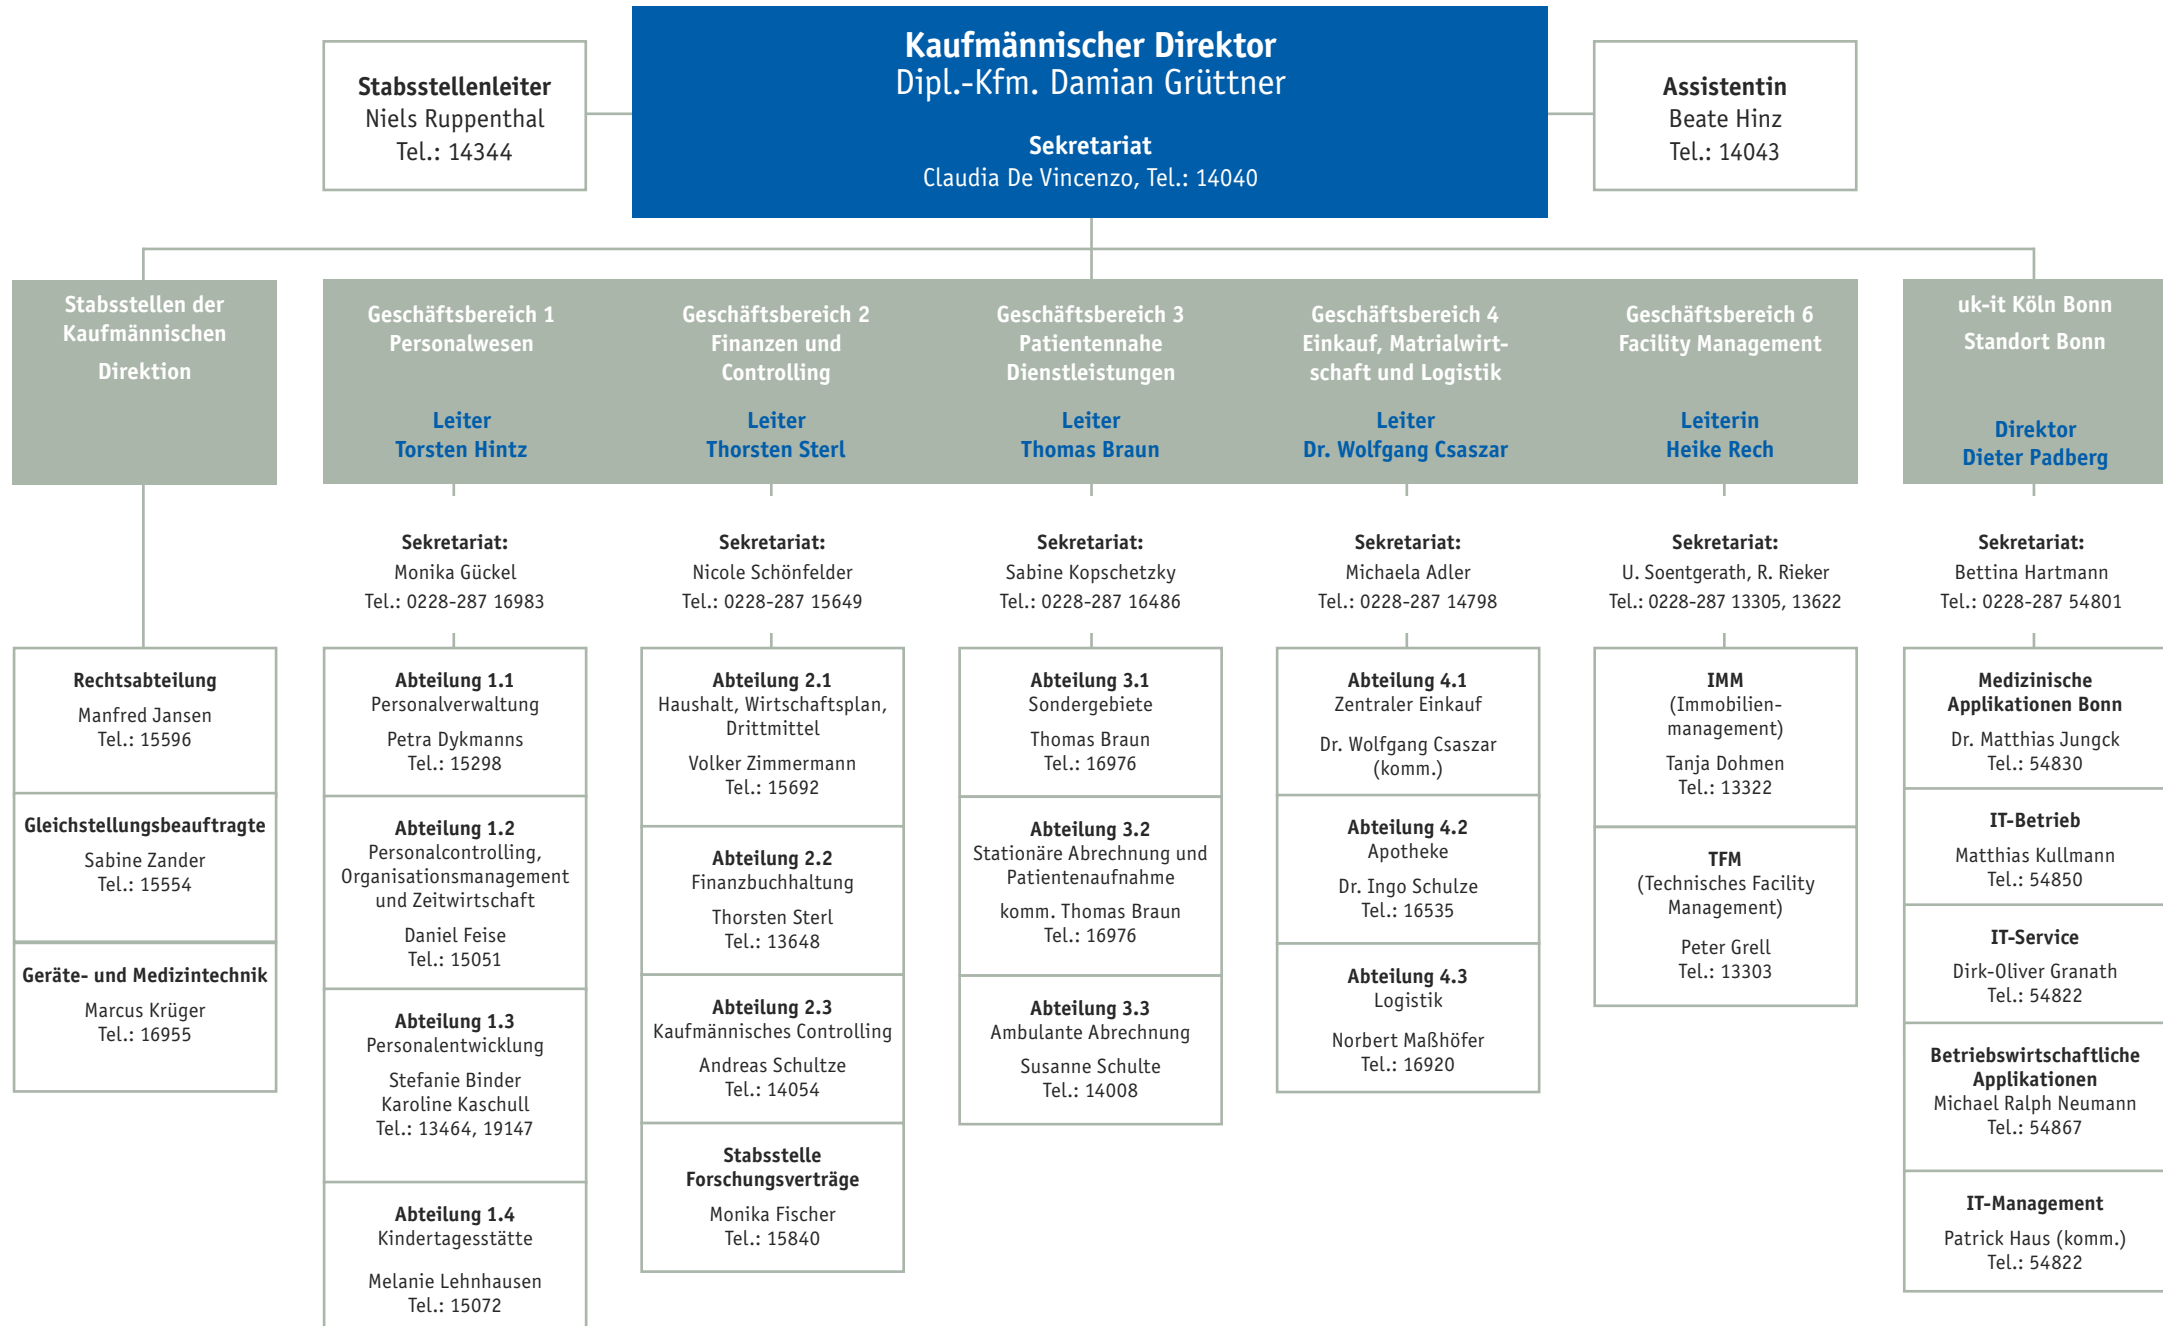 Kaufmännischer Direktor
Dipl.-Kfm. Damian Grüttner
Sekretariat
Claudia De Vincenzo, Tel.: 14040
Stabsstellenleiter
Niels Ruppenthal
Tel.: 14344
Assistentin
Beate Hinz
Tel.: 14043
Stabsstellen der
Kaufmännischen
Direktion
Rechtsabteilung
Manfred Jansen
Tel.: 15596
Gleichstellungsbeauftragte
Sabine Zander
Tel.: 15554
Geräte- und Medizintechnik
Marcus Krüger
Tel.: 16955
Geschäftsbereich 1
Personalwesen
Leiter
Torsten Hintz
Sekretariat:
Monika Gückel
Tel.: 0228-287 16983
Abteilung 1.1
Personalverwaltung
Petra Dykmanns
Tel.: 15298
Abteilung 1.2
Personalcontrolling,
Organisationsmanagement
und Zeitwirtschaft
Daniel Feise
Tel.: 15051
Abteilung 1.3
Personalentwicklung
Stefanie Binder
Karoline Kaschull
Tel.: 13464, 19147
Abteilung 1.4
Kindertagesstätte
Melanie Lehnhausen
Tel.: 15072
Geschäftsbereich 2
Finanzen und
Controlling
Leiter
Thorsten Sterl
Sekretariat:
Nicole Schönfelder
Tel.: 0228-287 15649
Abteilung 2.1
Haushalt, Wirtschaftsplan,
Drittmittel
Volker Zimmermann
Tel.: 15692
Abteilung 2.2
Finanzbuchhaltung
Thorsten Sterl
Tel.: 13648
Abteilung 2.3
Kaufmännisches Controlling
Andreas Schultze
Tel.: 14054
Stabsstelle
Forschungsverträge
Monika Fischer
Tel.: 15840
Geschäftsbereich 3
Patientennahe
Dienstleistungen
Leiter
Thomas Braun
Sekretariat:
Sabine Kopschetzky
Tel.: 0228-287 16486
Abteilung 3.1
Sondergebiete
Thomas Braun
Tel.: 16976
Abteilung 3.2
Stationäre Abrechnung und
Patientenaufnahme
komm. Thomas Braun
Tel.: 16976
Abteilung 3.3
Ambulante Abrechnung
Susanne Schulte
Tel.: 14008
Geschäftsbereich 4
Einkauf, Matrialwirt-
schaft und Logistik
Leiter
Dr. Wolfgang Csaszar
Sekretariat:
Michaela Adler
Tel.: 0228-287 14798
Abteilung 4.1
Zentraler Einkauf
Dr. Wolfgang Csaszar
(komm.)
Abteilung 4.2
Apotheke
Dr. Ingo Schulze
Tel.: 16535
Abteilung 4.3
Logistik
Norbert Maßhöfer
Tel.: 16920
Geschäftsbereich 6
Facility Management
Leiterin
Heike Rech
Sekretariat:
U. Soentgerath, R. Rieker
Tel.: 0228-287 13305, 13622
IMM
(Immobilien-
management)
Tanja Dohmen
Tel.: 13322
TFM
(Technisches Facility
Management)
Peter Grell
Tel.: 13303
uk-it Köln Bonn
Standort Bonn
Direktor
Dieter Padberg
Sekretariat:
Bettina Hartmann
Tel.: 0228-287 54801
Medizinische
Applikationen Bonn
Dr. Matthias Jungck
Tel.: 54830
IT-Betrieb
Matthias Kullmann
Tel.: 54850
IT-Service
Dirk-Oliver Granath
Tel.: 54822
Betriebswirtschaftliche
Applikationen
Michael Ralph Neumann
Tel.: 54867
IT-Management
Patrick Haus (komm.)
Tel.: 54822